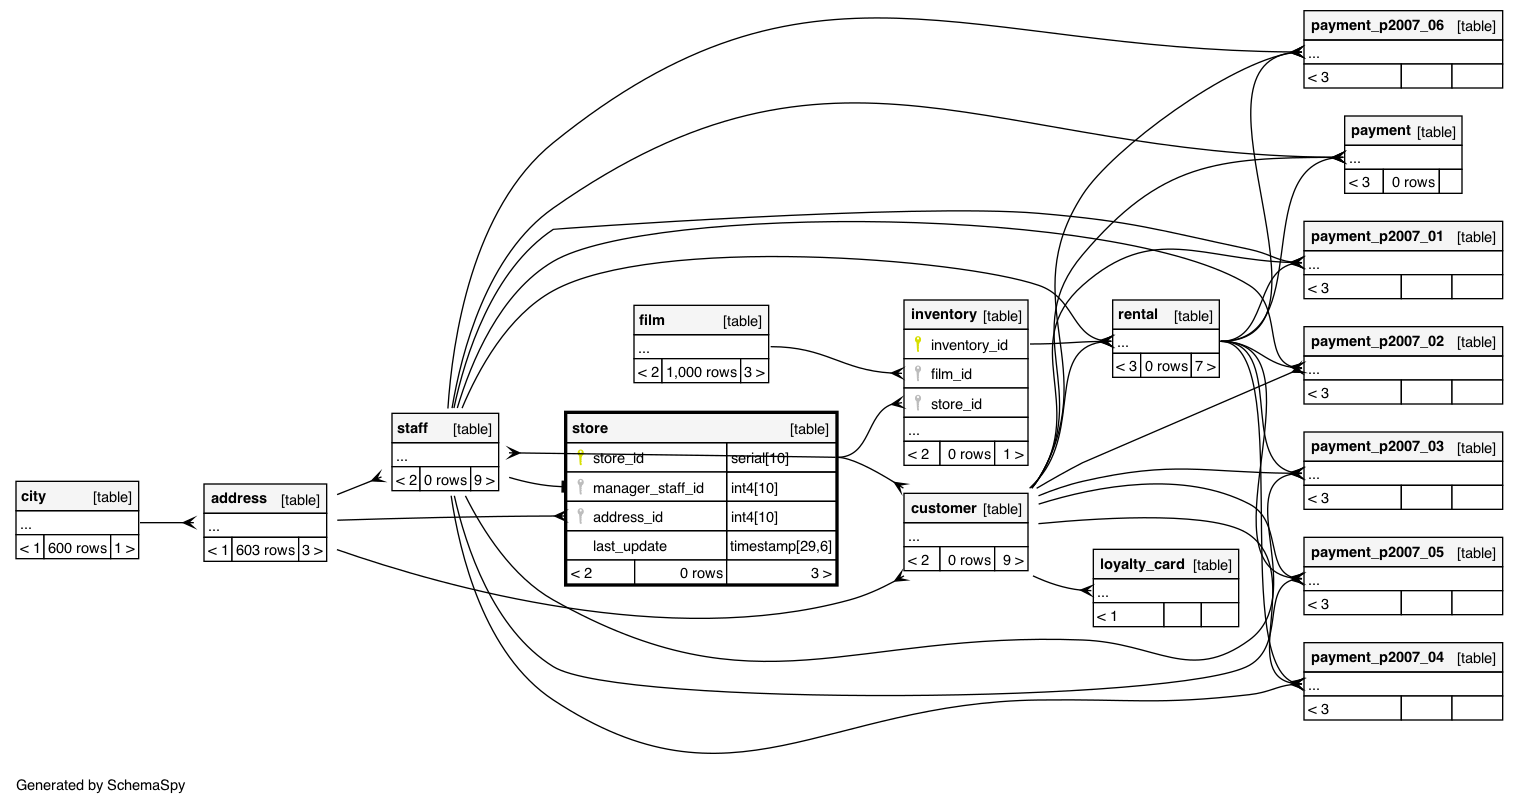 payment_p2007_06 [table]
...
< 3
payment [table]
...
< 3 0 rows
payment_p2007_01 [table]
...
< 3
film [table]
...
< 2 1,000 rows 3 >
inventory [table]
inventory_id
film_id
store_id
...
< 2 0 rows 1 >
rental [table]
...
< 3 0 rows 7 >
payment_p2007_02 [table]
...
< 3
staff [table]
...
< 2 0 rows 9 >
store [table]
store_id serial[10]
manager_staff_id int4[10]
address_id int4[10]
last_update timestamp[29,6]
< 2 0 rows 3 >
payment_p2007_03 [table]
...
< 3
city [table]
...
< 1 600 rows 1 >
address [table]
...
< 1 603 rows 3 >
customer [table]
...
< 2 0 rows 9 >
loyalty_card [table]
...
< 1
payment_p2007_05 [table]
...
< 3
payment_p2007_04 [table]
...
< 3
Generated by SchemaSpy